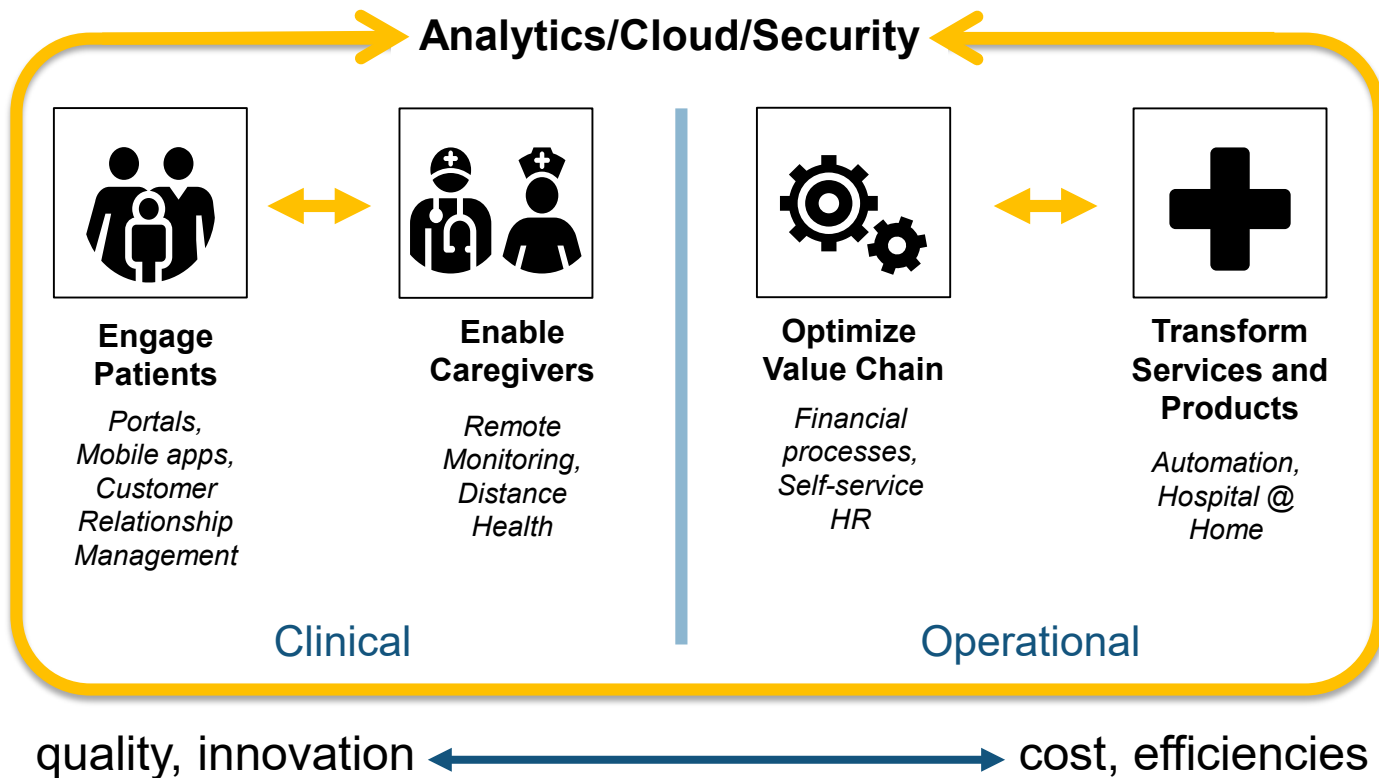 Analytics/Cloud/Security
Engage
Patients
Portals,
Mobile apps,
Customer
Relationship
Management
Enable
Caregivers
Remote
Monitoring,
Distance
Health
Optimize
Value Chain
Financial
processes,
Self-service
HR
Transform
Services and
Products
Automation,
Hospital @
Home
Clinical
Operational
quality, innovation
cost, efficiencies